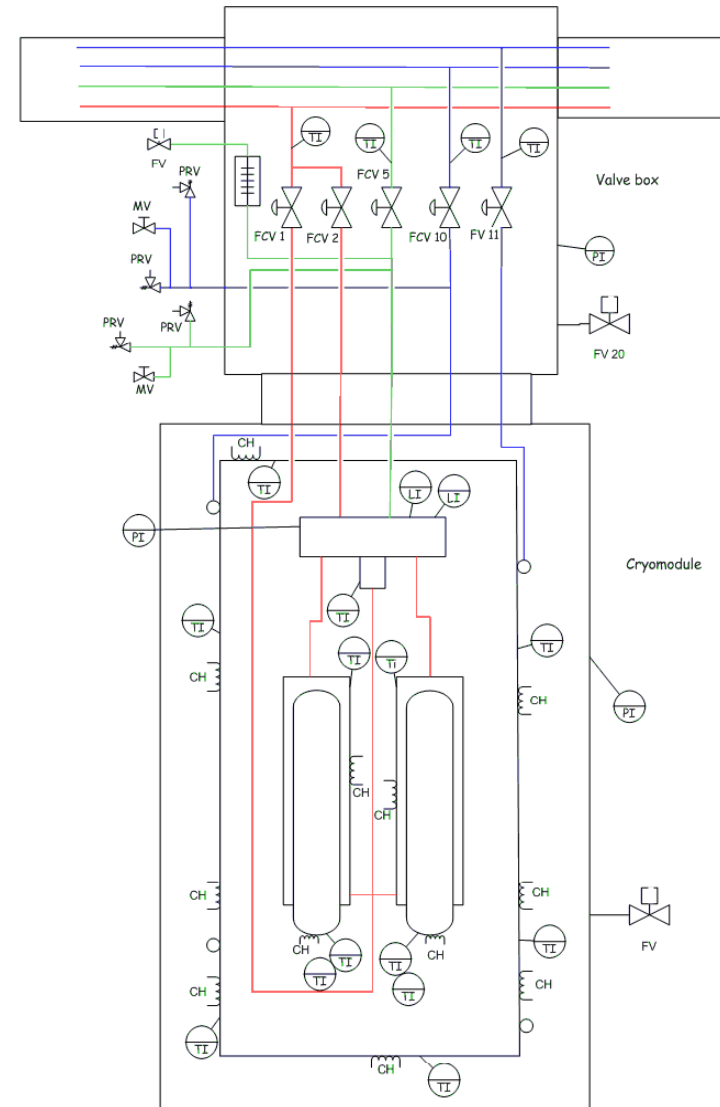 TI
FV
PRV
TI
TI
TI
FCV 5
Valve box
MV
FCV 1
FCV 2
FCV 10
FV 11
PI
PRV
PRV
PRV
FV 20
MV
CH
TI
LI
LI
PI
Cryomodule
TI
TI
TI
TI
Ti
CH
CH
PI
CH
CH
CH
CH
FV
CH
CH
TI
TI
TI
TI
TI
CH
CH
TI
CH
TI